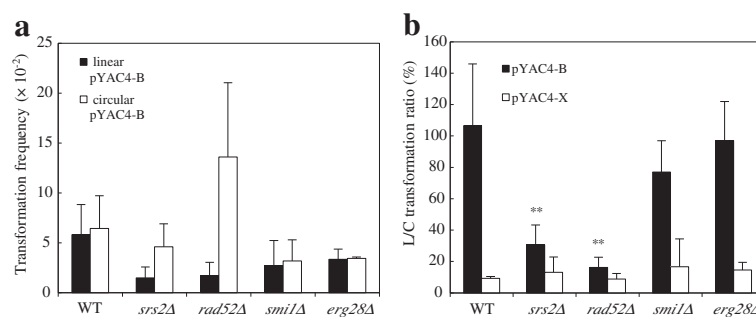 a
Transformation frequency (× 10⁻²)
25
20
15
10
5
0
linear
pYAC4-B
circular
pYAC4-B
WT srs2Δ rad52Δ smi1Δ erg28Δ
b
L/C transformation ratio (%)
160
140
120
100
80
60
40
20
0
pYAC4-B
pYAC4-X
**
**
WT srs2Δ rad52Δ smi1Δ erg28Δ